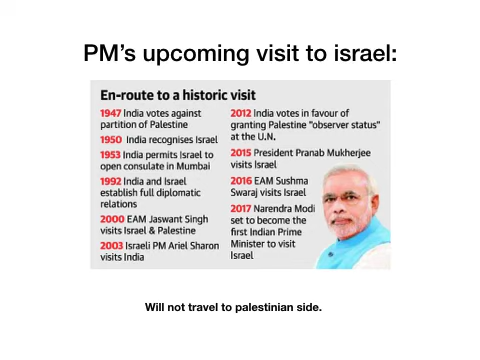 PM's upcoming visit to israel:
En-route to a historic visit
1947 India votes against
partition of Palestine
1950 India recognises Israel
1953 India permits Israel to
open consulate in Mumbai
1992 India and Israel
establish full diplomatic
relations
2000 EAM Jaswant Singh
visits Israel & Palestine
2003 Israeli PM Ariel Sharon
visits India
2012 India votes in favour of
granting Palestine "observer status"
at the U.N.
2015 President Pranab Mukherjee
visits Israel
2016 EAM Sushma
Swaraj visits Israel
2017 Narendra Modi
set to become the
first Indian Prime
Minister to visit
Israel
Will not travel to palestinian side.